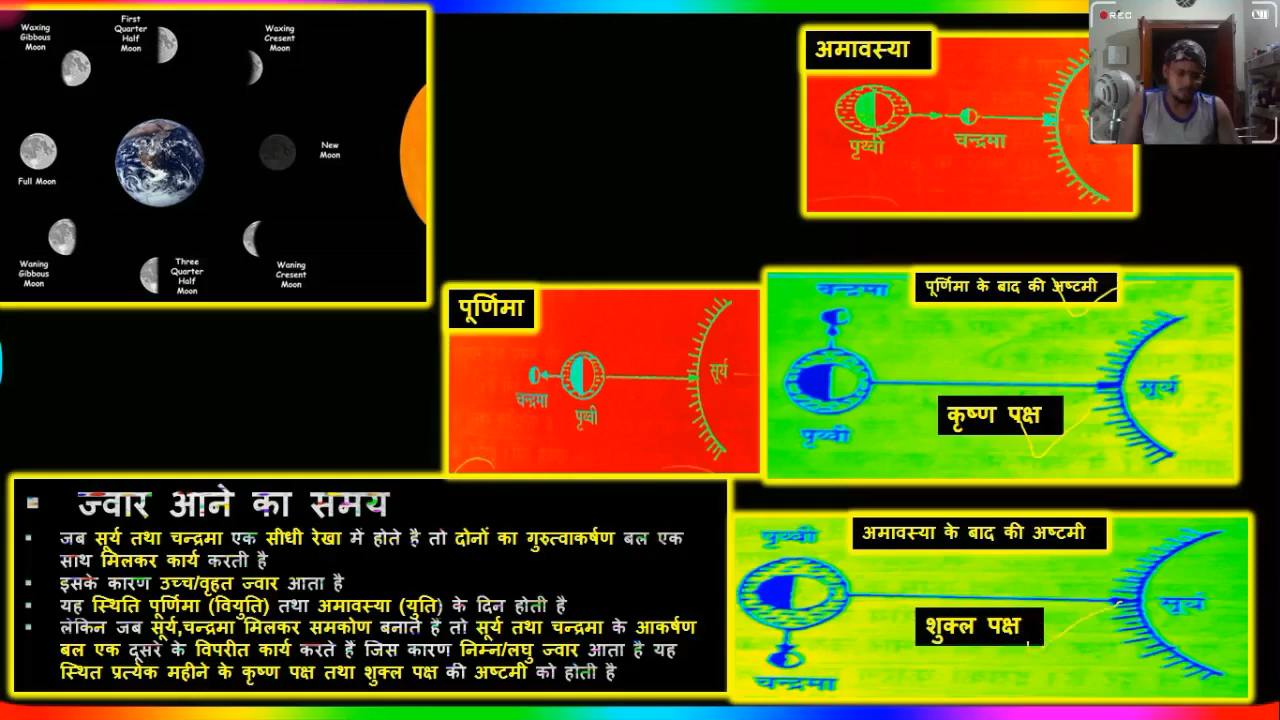 Waxing
Gibbous
Moon
First
Quarter
Half
Moon
Waxing
Cresent
Moon
Full Moon
New
Moon
Waning
Gibbous
Moon
Three
Quarter
Half
Moon
Waning
Cresent
Moon
अमावस्या
पृथ्वी
चन्द्रमा
REC
पूर्णिमा
चन्द्रमा
पृथ्वी
सूर्य
चन्द्रमा
पूर्णिमा के बाद की अष्टमी
सूर्य
कृष्ण पक्ष
पृथ्वी
पृथ्वी
अमावस्या के बाद की अष्टमी
सूर्य
शुक्ल पक्ष
चन्द्रमा
ज्वार आने का समय
जब सूर्य तथा चन्द्रमा एक सीधी रेखा में होते है तो दोनों का गुरुत्वाकर्षण बल एक
साथ मिलकर कार्य करती है
इसके कारण उच्च/वृहत ज्वार आता है
यह स्थिति पूर्णिमा (वियुति) तथा अमावस्या (युति) के दिन होती है
लेकिन जब सूर्य,चन्द्रमा मिलकर समकोण बनाते हैं तो सूर्य तथा चन्द्रमा के आकर्षण
बल एक दूसरे के विपरीत कार्य करते हैं जिस कारण निम्न/लघु ज्वार आता है यह
स्थित प्रत्येक महीने के कृष्ण पक्ष तथा शुक्ल पक्ष की अष्टमी को होती है